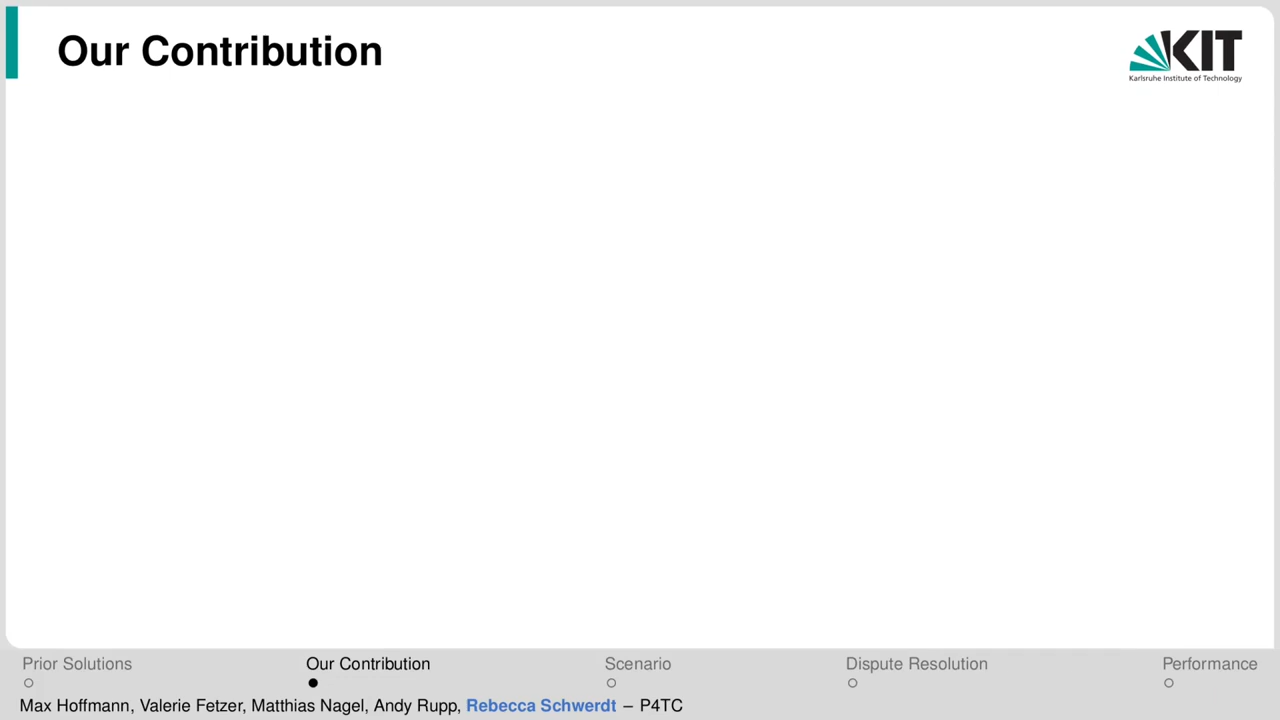 Our Contribution
KIT
Karlsruhe Institute of Technology
Prior Solutions
Our Contribution
Scenario
Dispute Resolution
Performance
Max Hoffmann, Valerie Fetzer, Matthias Nagel, Andy Rupp, Rebecca Schwerdt – P4TC